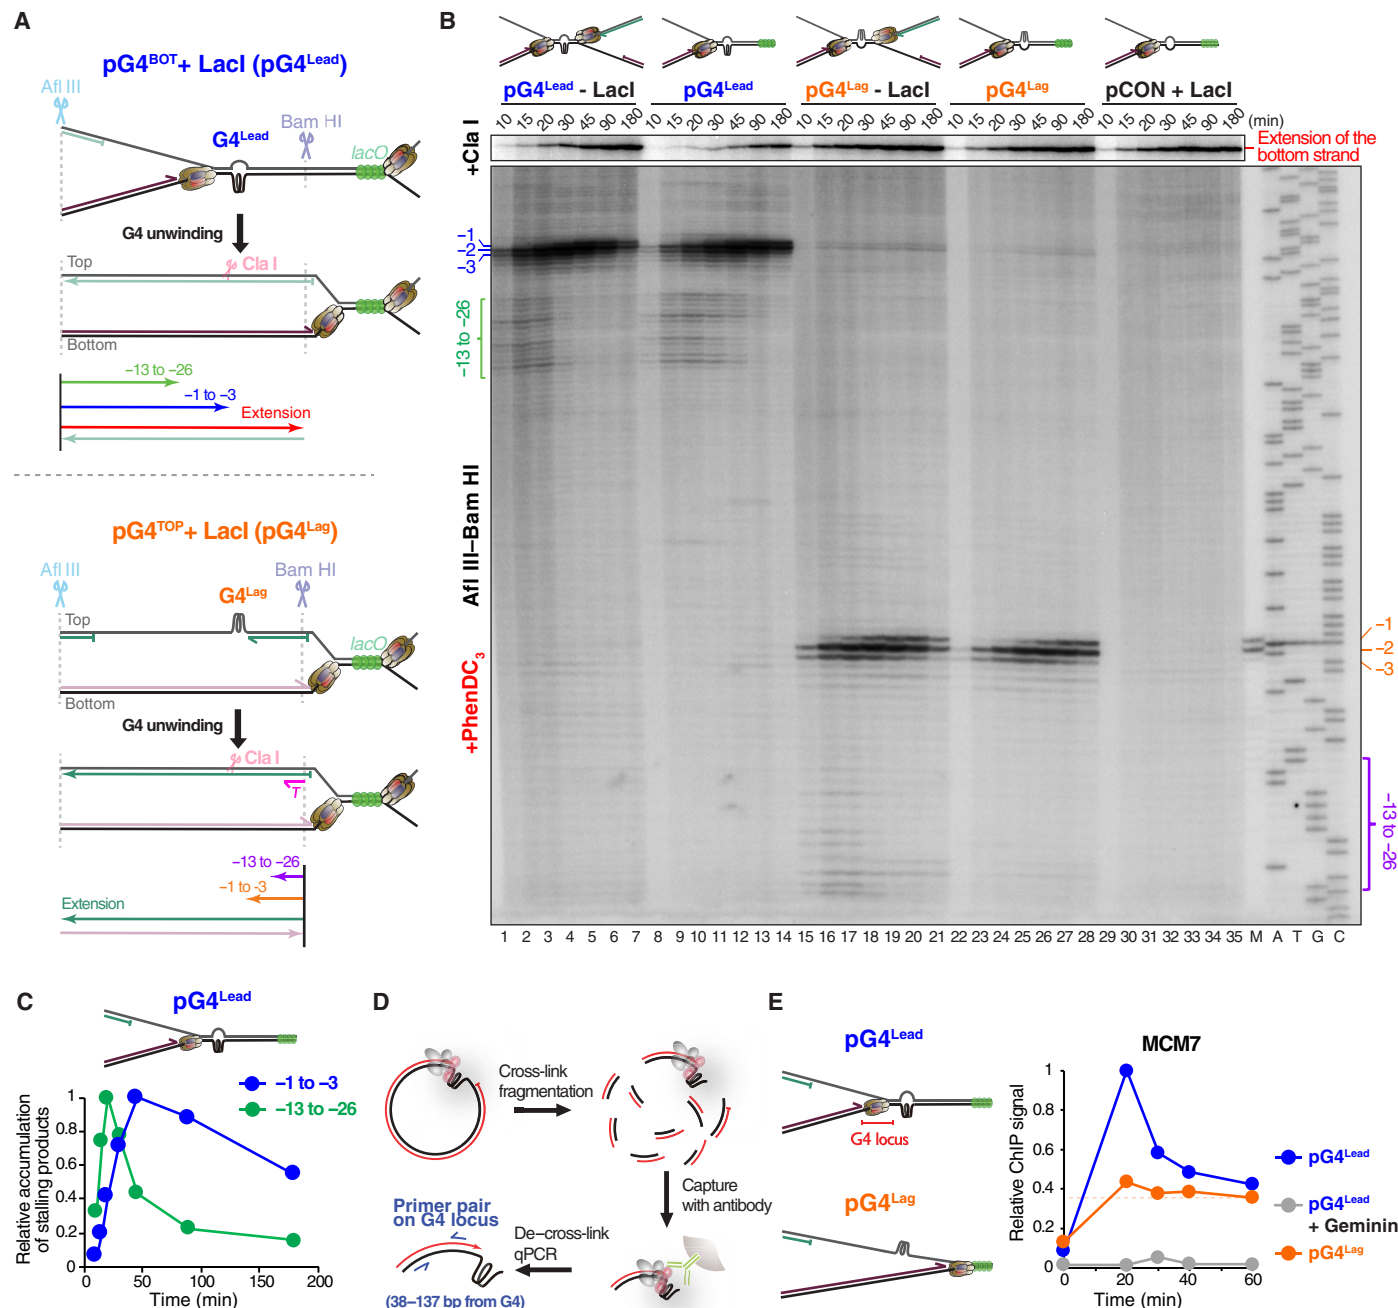 A
pG4BOT+ LacI (pG4Lead)
Afl III
G4Lead
Bam HI
lacO
G4 unwinding
Top
Cla I
Bottom
−13 to −26
−1 to −3
Extension
pG4TOP+ LacI (pG4Lag)
Afl III
Bam HI
G4Lag
Top
lacO
Bottom
G4 unwinding
Cla I
T
−13 to −26
−1 to −3
Extension
B
pG4Lead - LacI
pG4Lead
pG4Lag - LacI
pG4Lag
pCON + LacI
10 15 20 30 45 90 180 10 15 20 30 45 90 180 10 15 20 30 45 90 180 10 15 20 30 45 90 180 10 15 20 30 45 90 180 (min)
+Cla I
Extension of the
bottom strand
−1
−2
−3
−13 to −26
Afl III–Bam HI
+PhenDC3
−1
−2
−3
−13 to −26
1 2 3 4 5 6 7 8 9 10 11 12 13 14 15 16 17 18 19 20 21 22 23 24 25 26 27 28 29 30 31 32 33 34 35 M A T G C
C
pG4Lead
−1 to −3
−13 to −26
Relative accumulation
of stalling products
1
0.8
0.6
0.4
0.2
0
0 50 100 150 200
Time (min)
D
Cross-link
fragmentation
Capture
with antibody
De−cross-link
qPCR
Primer pair
on G4 locus
(38–137 bp from G4)
E
pG4Lead
G4 locus
pG4Lag
MCM7
Relative ChIP signal
1
0.8
0.6
0.4
0.2
0
0 20 30 40 60
Time (min)
pG4Lead
pG4Lead
+ Geminin
pG4Lag